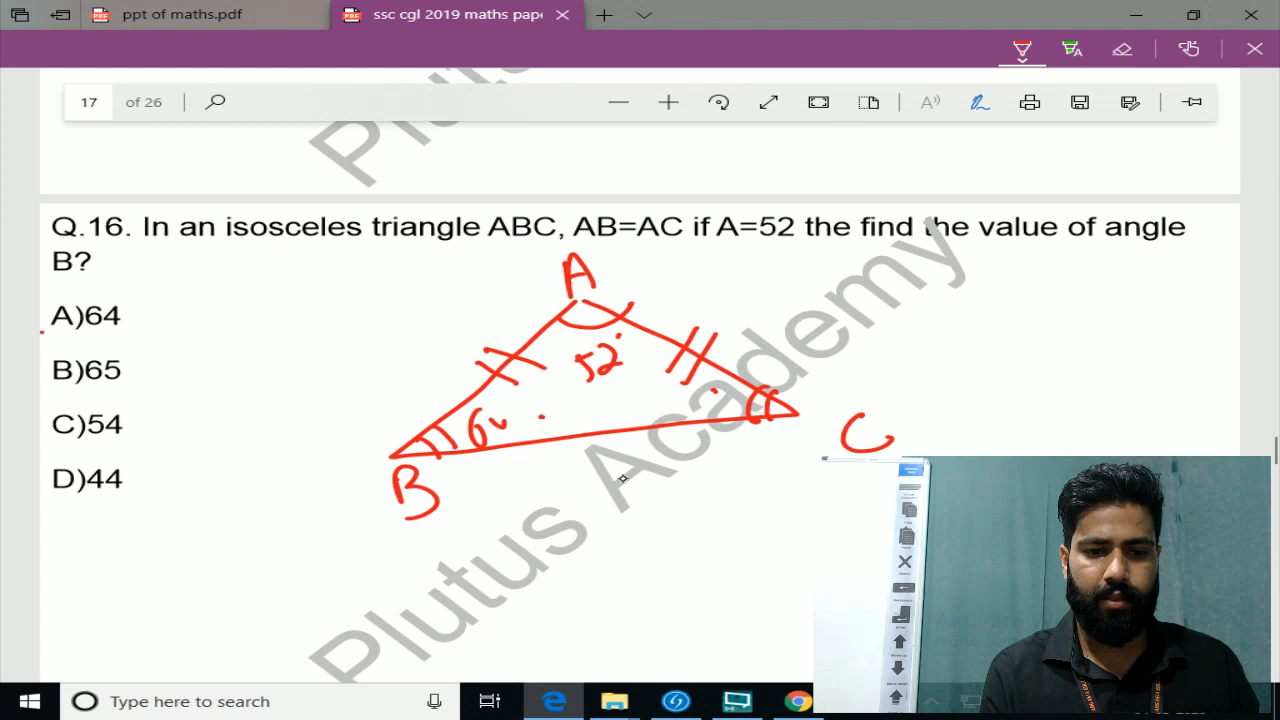 ppt of maths.pdf
ssc cgl 2019 maths pape
17 of 26
Plutus
Q.16. In an isosceles triangle ABC, AB=AC if A=52 the find the value of angle
B?
A)64
B)65
C)54
D)44
A
52
B
C
Plutus Academy
Type here to search